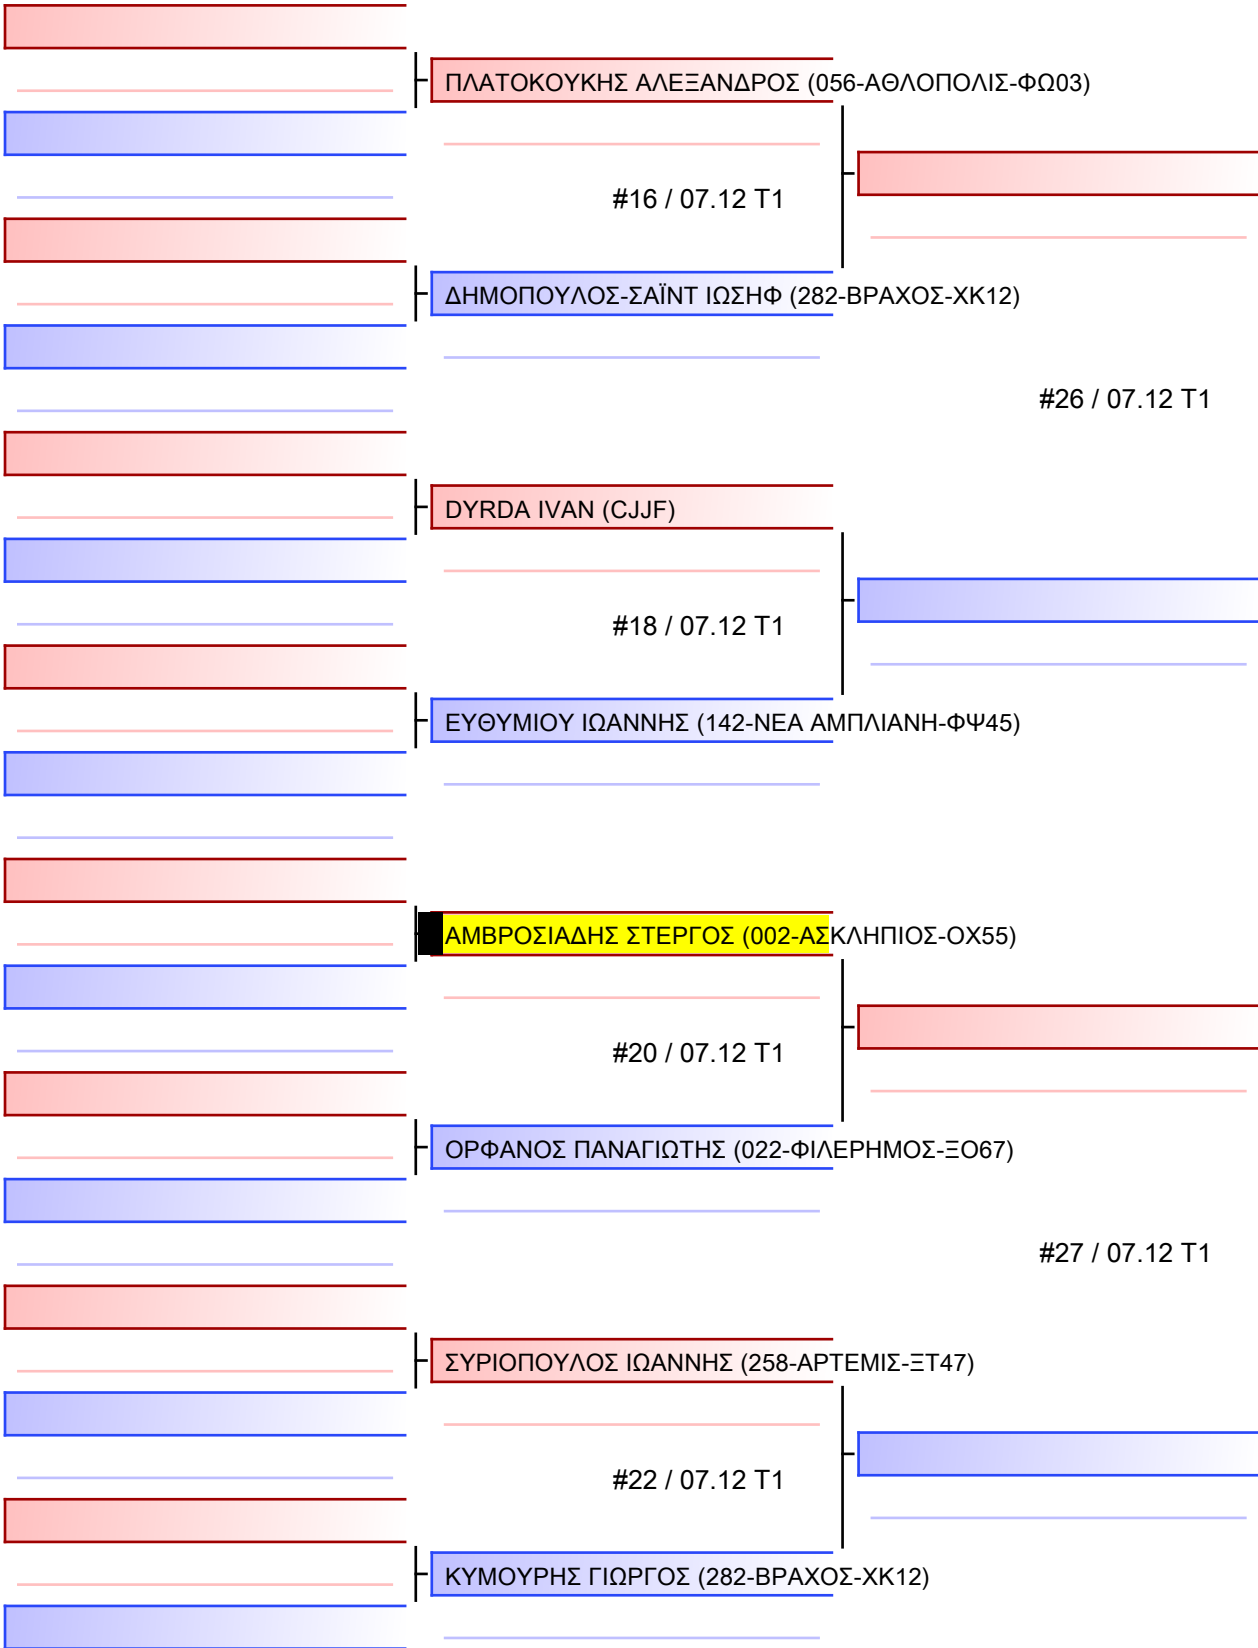 ΠΛΑΤΟΚΟΥΚΗΣ ΑΛΕΞΑΝΔΡΟΣ (056-ΑΘΛΟΠΟΛΙΣ-ΦΩ03)
#16 / 07.12 T1
ΔΗΜΟΠΟΥΛΟΣ-ΣΑΪΝΤ ΙΩΣΗΦ (282-ΒΡΑΧΟΣ-ΧΚ12)
#26 / 07.12 T1
DYRDA IVAN (CJJF)
#18 / 07.12 T1
ΕΥΘΥΜΙΟΥ ΙΩΑΝΝΗΣ (142-ΝΕΑ ΑΜΠΛΙΑΝΗ-ΦΨ45)
ΑΜΒΡΟΣΙΑΔΗΣ ΣΤΕΡΓΟΣ (002-ΑΣΚΛΗΠΙΟΣ-ΟΧ55)
#20 / 07.12 T1
ΟΡΦΑΝΟΣ ΠΑΝΑΓΙΩΤΗΣ (022-ΦΙΛΕΡΗΜΟΣ-ΞΟ67)
#27 / 07.12 T1
ΣΥΡΙΟΠΟΥΛΟΣ ΙΩΑΝΝΗΣ (258-ΑΡΤΕΜΙΣ-ΞΤ47)
#22 / 07.12 T1
ΚΥΜΟΥΡΗΣ ΓΙΩΡΓΟΣ (282-ΒΡΑΧΟΣ-ΧΚ12)